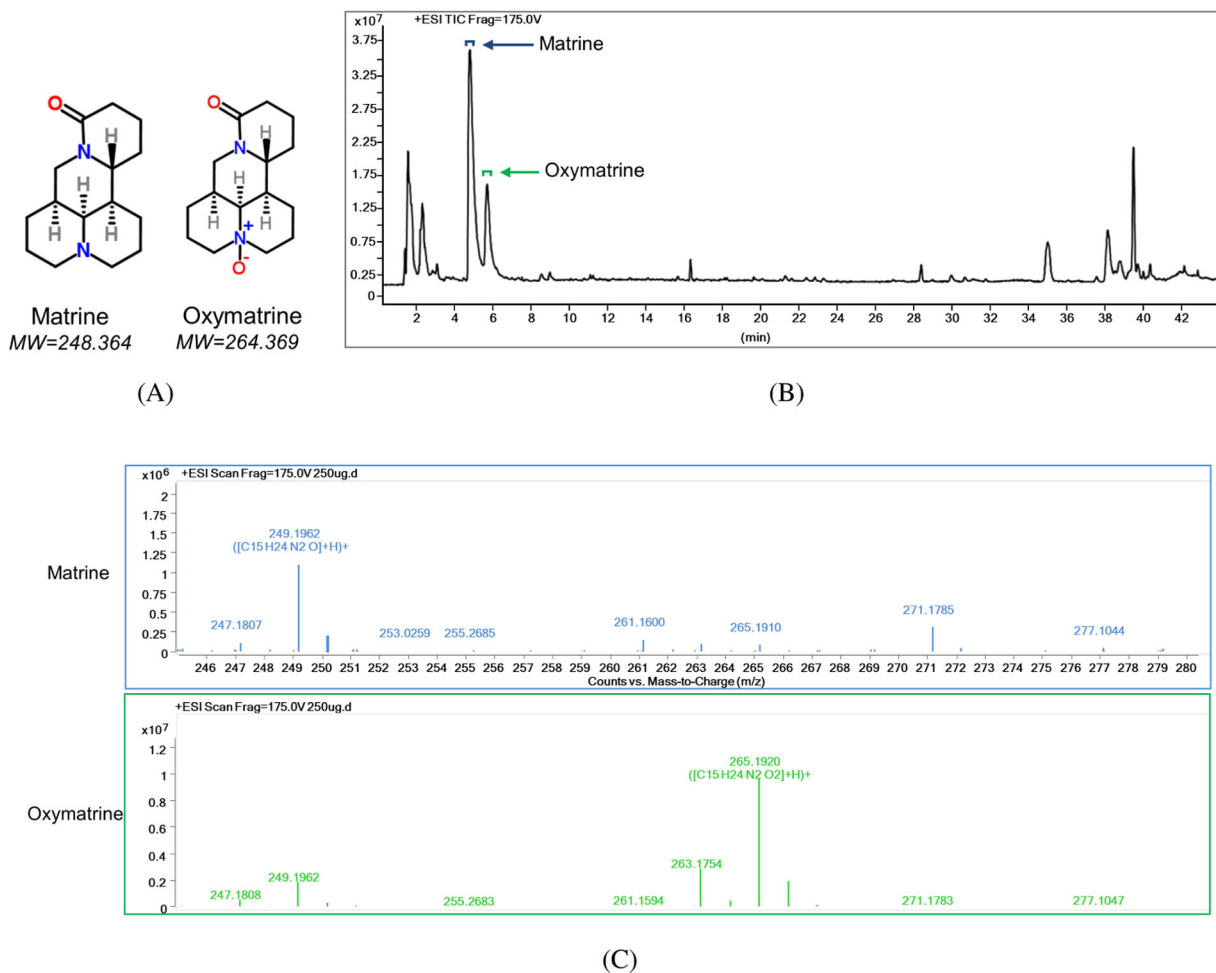 O
H
N
H
H
H
N
Matrine
MW=248.364
O
H
N
H
H
H
N+
O-
Oxymatrine
MW=264.369
(A)
x10⁷ +ESI TIC Frag=175.0V
3.75
3.25
2.75
2.25
1.75
1.25
0.75
0.25
0
Matrine
Oxymatrine
2 4 6 8 10 12 14 16 18 20 22 24 26 28 30 32 34 36 38 40 42
(min)
(B)
Matrine
x10⁶ +ESI Scan Frag=175.0V 250ug.d
2
1.75
1.5
1.25
1
0.75
0.5
0.25
0
249.1962
([C15 H24 N2 O]+H)+
247.1807 253.0259 255.2685 261.1600 265.1910 271.1785 277.1044
246 247 248 249 250 251 252 253 254 255 256 257 258 259 260 261 262 263 264 265 266 267 268 269 270 271 272 273 274 275 276 277 278 279 280
Counts vs. Mass-to-Charge (m/z)
Oxymatrine
+ESI Scan Frag=175.0V 250ug.d
x10⁷
1.2
1
0.8
0.6
0.4
0.2
0
265.1920
([C15 H24 N2 O2]+H)+
263.1754
247.1808 249.1962 255.2683 261.1594 271.1783 277.1047
(C)